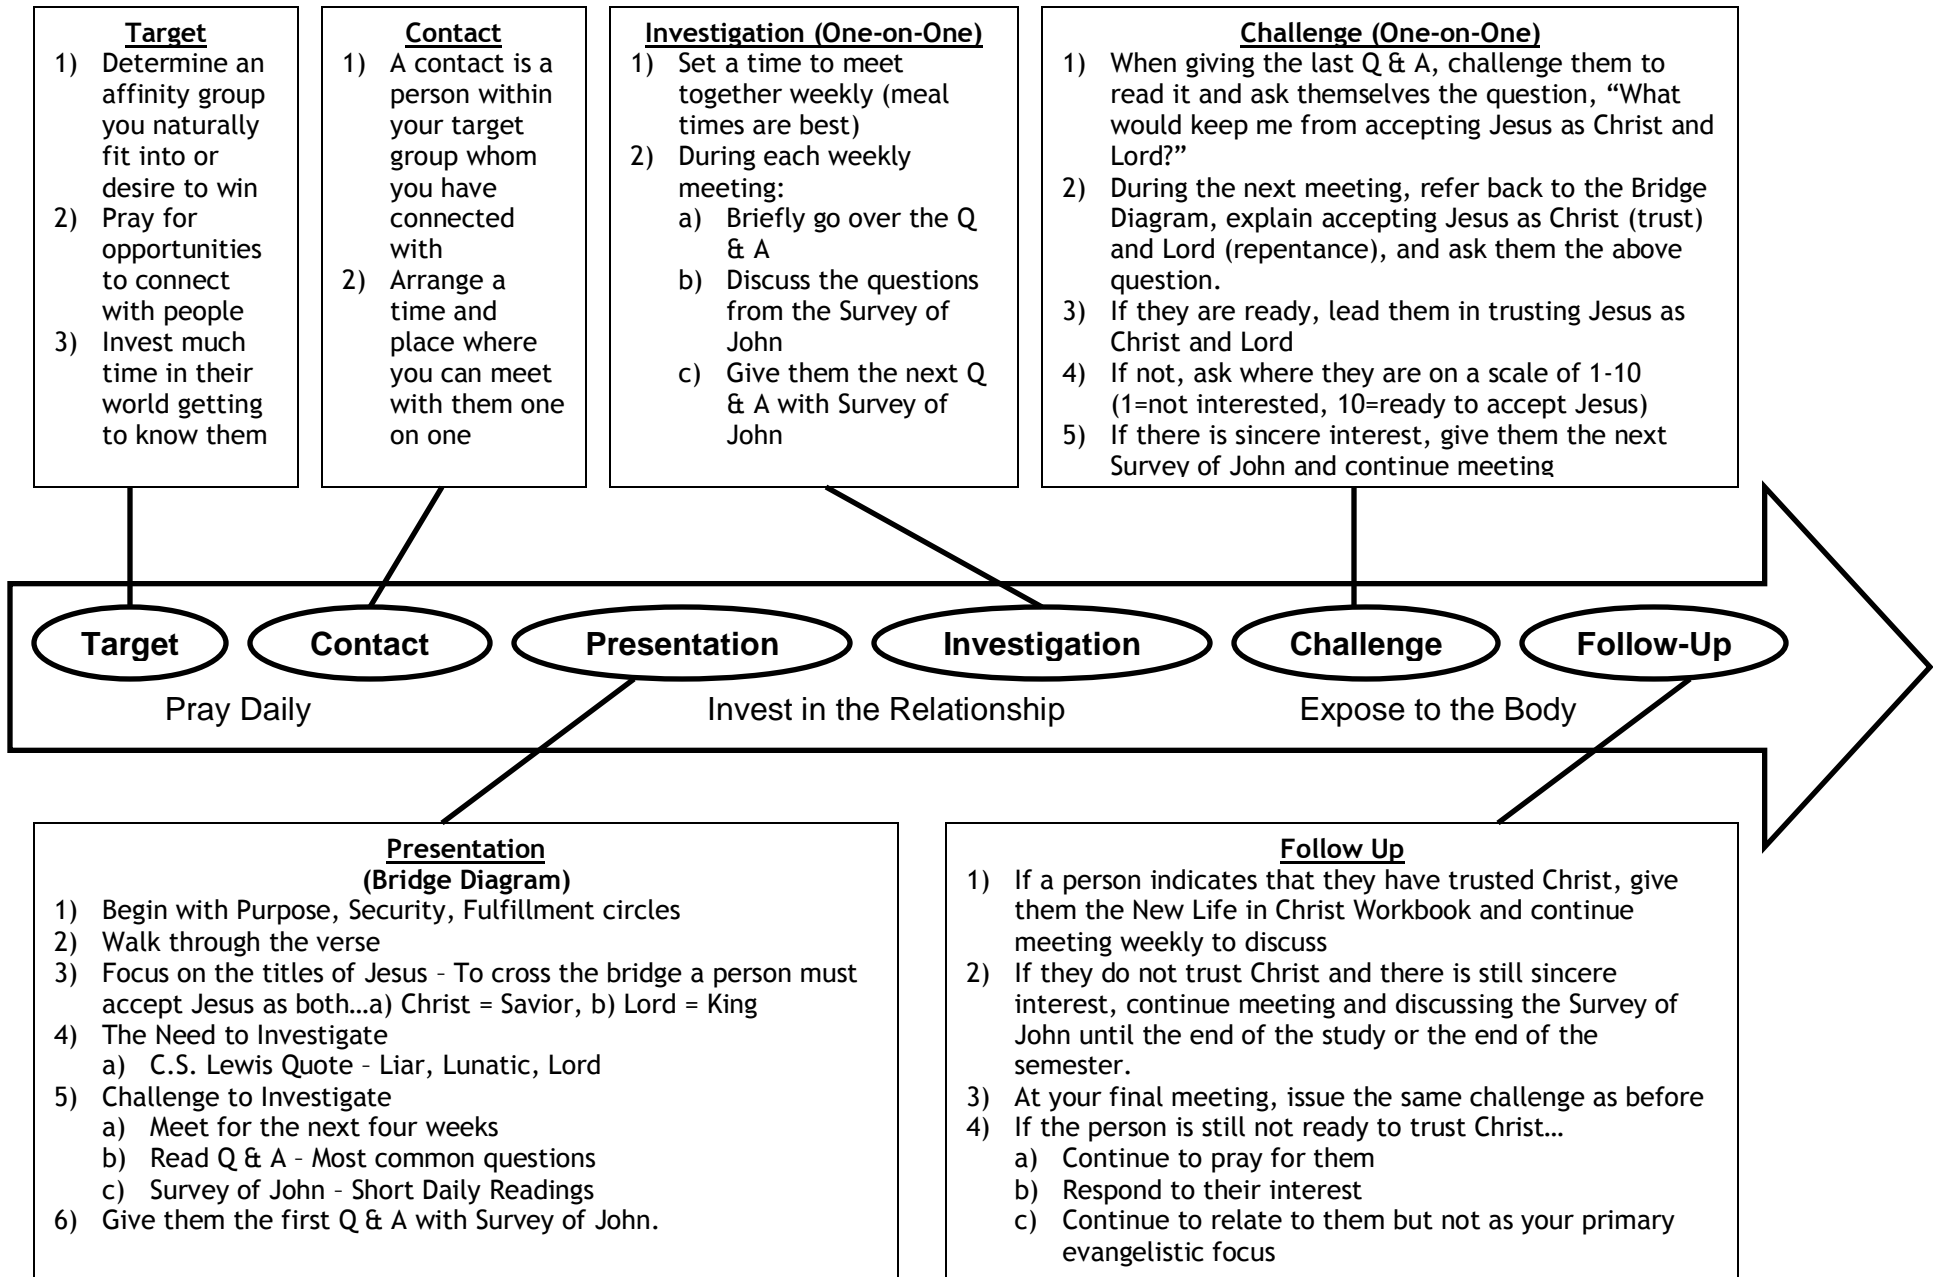 Target
1) Determine an
affinity group
you naturally
fit into or
desire to win
2) Pray for
opportunities
to connect
with people
3) Invest much
time in their
world getting
to know them
Contact
1) A contact is a
person within
your target
group whom
you have
connected
with
2) Arrange a
time and
place where
you can meet
with them one
on one
Investigation (One-on-One)
1) Set a time to meet
together weekly (meal
times are best)
2) During each weekly
meeting:
a) Briefly go over the Q
& A
b) Discuss the questions
from the Survey of
John
c) Give them the next Q
& A with Survey of
John
Challenge (One-on-One)
1) When giving the last Q & A, challenge them to
read it and ask themselves the question, “What
would keep me from accepting Jesus as Christ and
Lord?”
2) During the next meeting, refer back to the Bridge
Diagram, explain accepting Jesus as Christ (trust)
and Lord (repentance), and ask them the above
question.
3) If they are ready, lead them in trusting Jesus as
Christ and Lord
4) If not, ask where they are on a scale of 1-10
(1=not interested, 10=ready to accept Jesus)
5) If there is sincere interest, give them the next
Survey of John and continue meeting
Target
Contact
Presentation
Investigation
Challenge
Follow-Up
Pray Daily
Invest in the Relationship
Expose to the Body
Presentation
(Bridge Diagram)
1) Begin with Purpose, Security, Fulfillment circles
2) Walk through the verse
3) Focus on the titles of Jesus – To cross the bridge a person must
accept Jesus as both…a) Christ = Savior, b) Lord = King
4) The Need to Investigate
a) C.S. Lewis Quote – Liar, Lunatic, Lord
5) Challenge to Investigate
a) Meet for the next four weeks
b) Read Q & A – Most common questions
c) Survey of John – Short Daily Readings
6) Give them the first Q & A with Survey of John.
Follow Up
1) If a person indicates that they have trusted Christ, give
them the New Life in Christ Workbook and continue
meeting weekly to discuss
2) If they do not trust Christ and there is still sincere
interest, continue meeting and discussing the Survey of
John until the end of the study or the end of the
semester.
3) At your final meeting, issue the same challenge as before
4) If the person is still not ready to trust Christ…
a) Continue to pray for them
b) Respond to their interest
c) Continue to relate to them but not as your primary
evangelistic focus